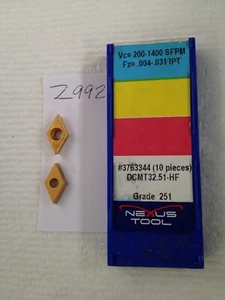 Z992
Vc= 200-1400 SFPM
Fz= .004-.031 IPT
#3763344 (10 pieces)
DCMT32.51-HF
Grade 251
NEXUS
TOOL